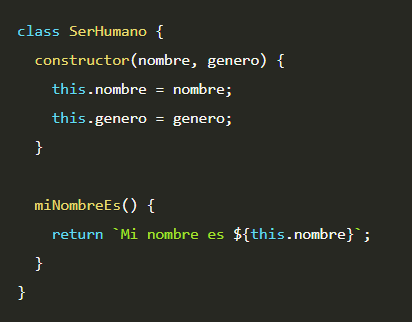 class SerHumano {
  constructor(nombre, genero) {
    this.nombre = nombre;
    this.genero = genero;
  }

  miNombreEs() {
    return `Mi nombre es ${this.nombre}`;
  }
}